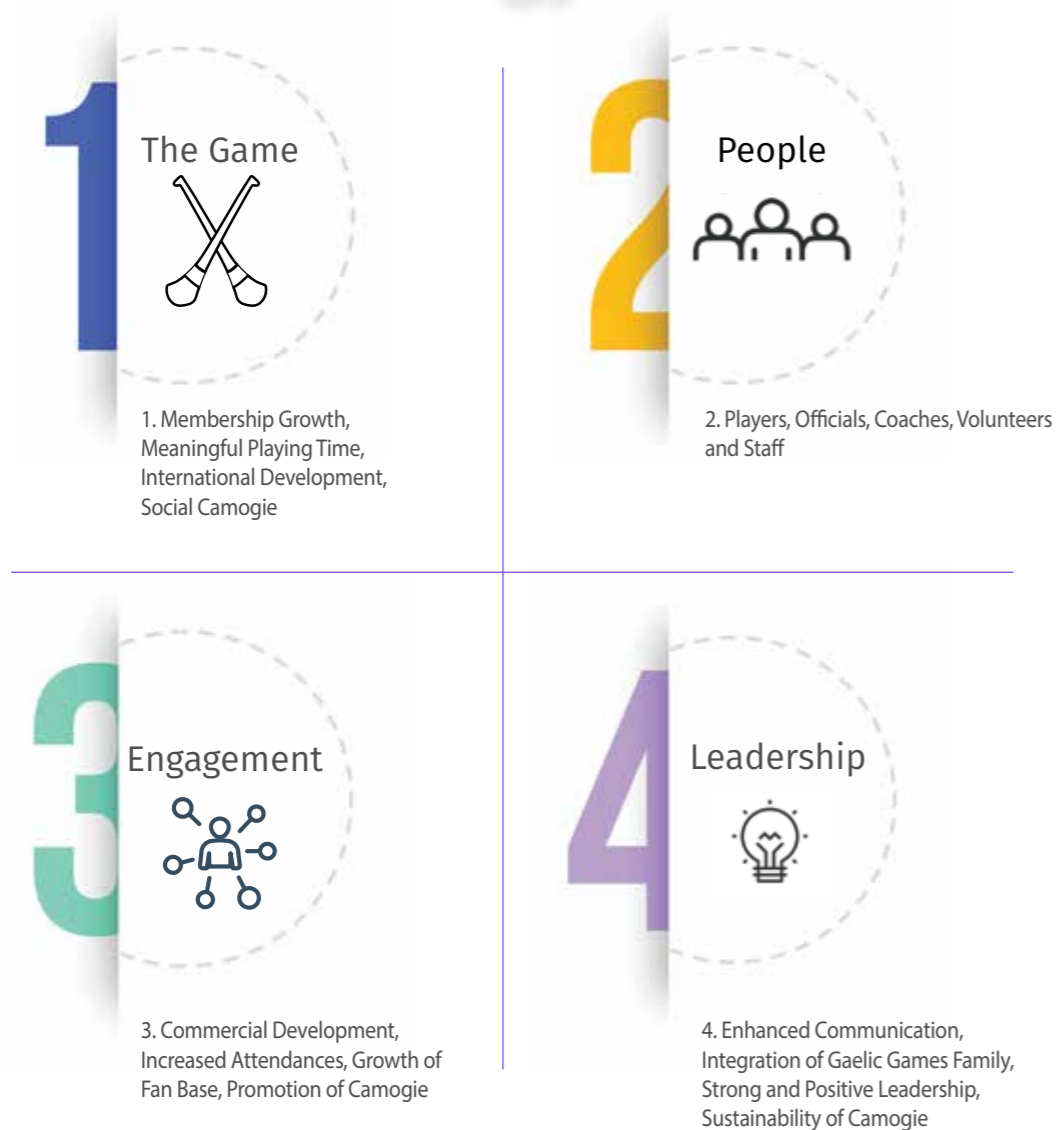 1
The Game
1. Membership Growth,
Meaningful Playing Time,
International Development,
Social Camogie
2
People
2. Players, Officials, Coaches, Volunteers
and Staff
3
Engagement
3. Commercial Development,
Increased Attendances, Growth of
Fan Base, Promotion of Camogie
4
Leadership
4. Enhanced Communication,
Integration of Gaelic Games Family,
Strong and Positive Leadership,
Sustainability of Camogie